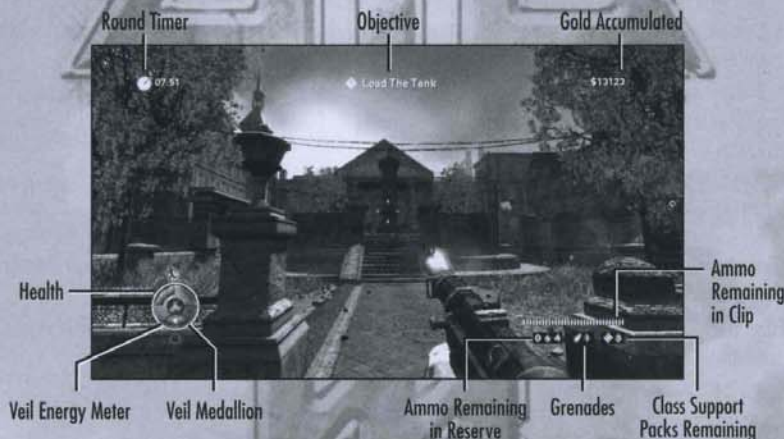 Round Timer Objective Gold Accumulated
07:51 The Tank $13123
Health
Ammo
Remaining
in Clip
Veil Energy Meter Veil Medallion
Ammo Remaining
in Reserve
Grenades
Class Support
Packs Remaining